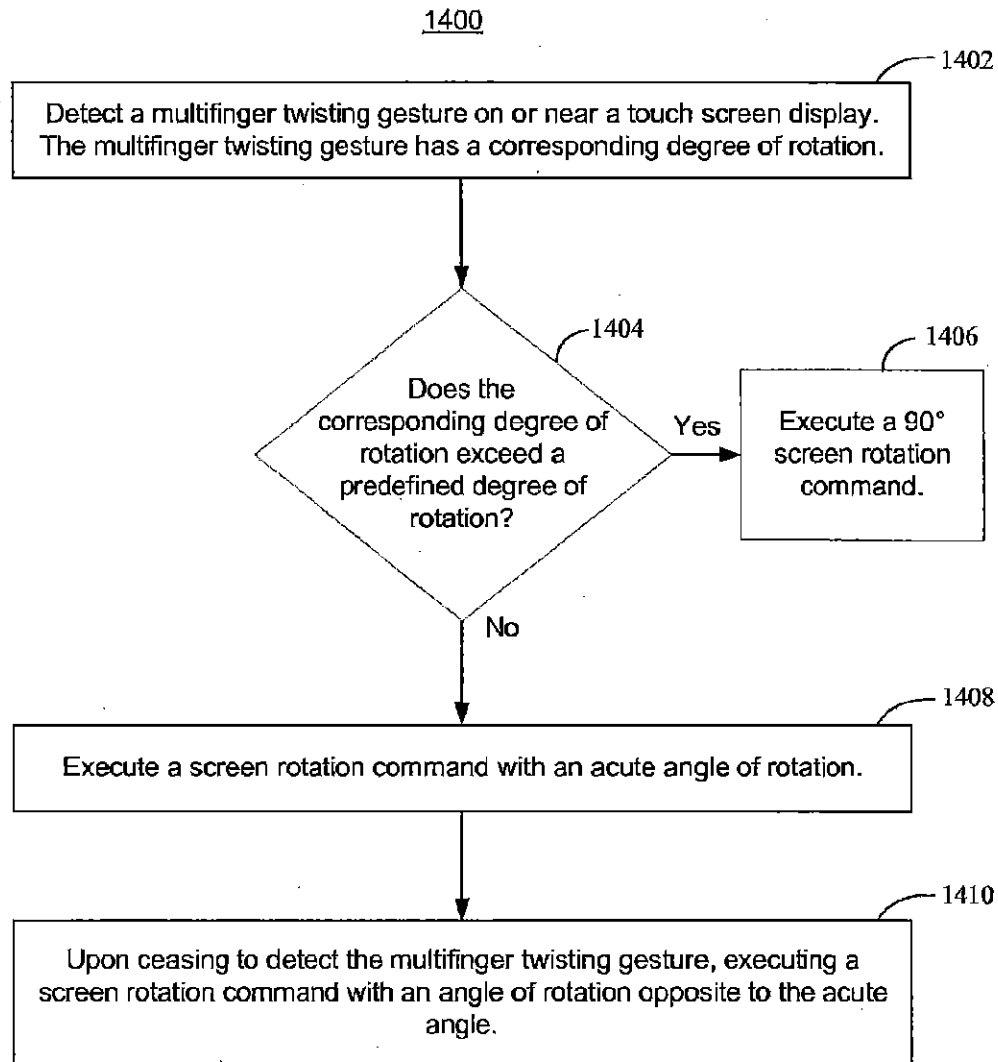 1400
1402
Detect a multifinger twisting gesture on or near a touch screen display.
The multifinger twisting gesture has a corresponding degree of rotation.
1404
Does the
corresponding degree of
rotation exceed a
predefined degree of
rotation?
Yes
1406
Execute a 90°
screen rotation
command.
No
1408
Execute a screen rotation command with an acute angle of rotation.
1410
Upon ceasing to detect the multifinger twisting gesture, executing a
screen rotation command with an angle of rotation opposite to the acute
angle.